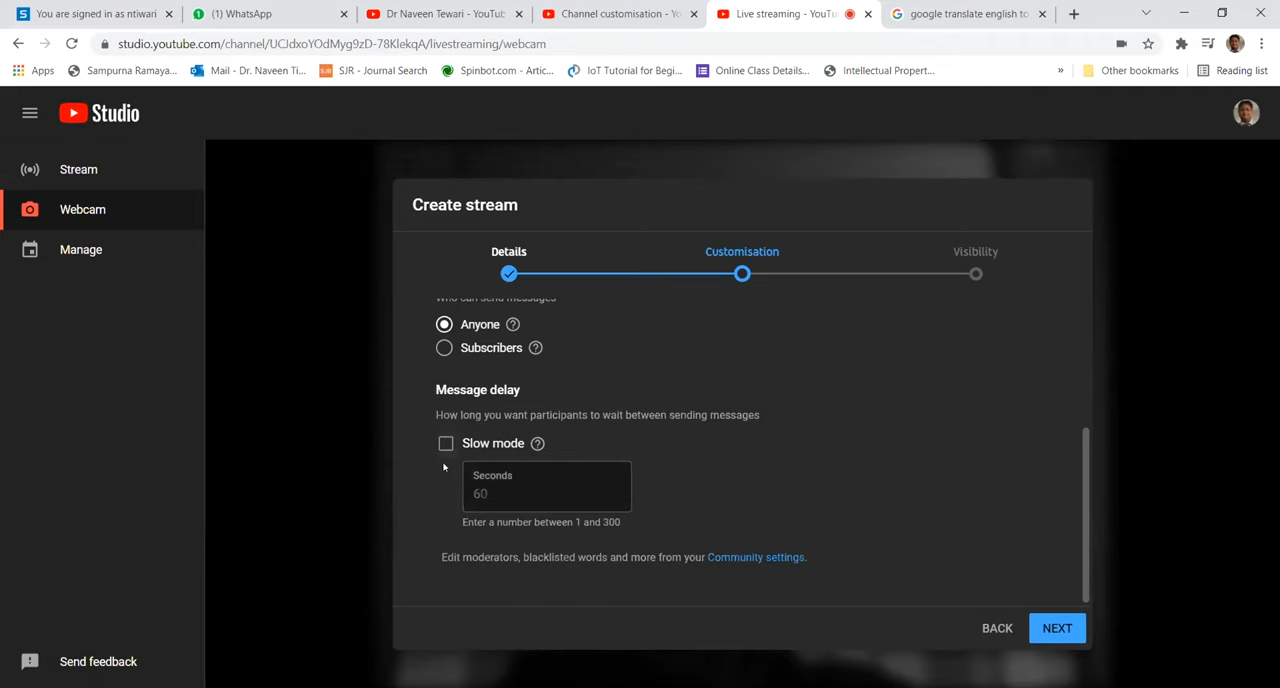 You are signed in as ntiwari
(1) WhatsApp
Dr Naveen Tewari - YouTub
Channel customisation - Yo
Live streaming - YouTu
google translate english to
studio.youtube.com/channel/UCJdxoYOdMyg9zD-78KlekqA/livestreaming/webcam
Apps
Sampurna Ramaya...
Mail - Dr. Naveen Ti...
SJR
SJR - Journal Search
Spinbot.com - Artic...
IoT Tutorial for Begi...
Online Class Details...
Intellectual Propert...
»
Other bookmarks
Reading list
Studio
Stream
Webcam
Manage
Send feedback
Create stream
Details
Customisation
Visibility
Who can send messages
Anyone
Subscribers
Message delay
How long you want participants to wait between sending messages
Slow mode
Seconds
60
Enter a number between 1 and 300
Edit moderators, blacklisted words and more from your Community settings.
BACK
NEXT